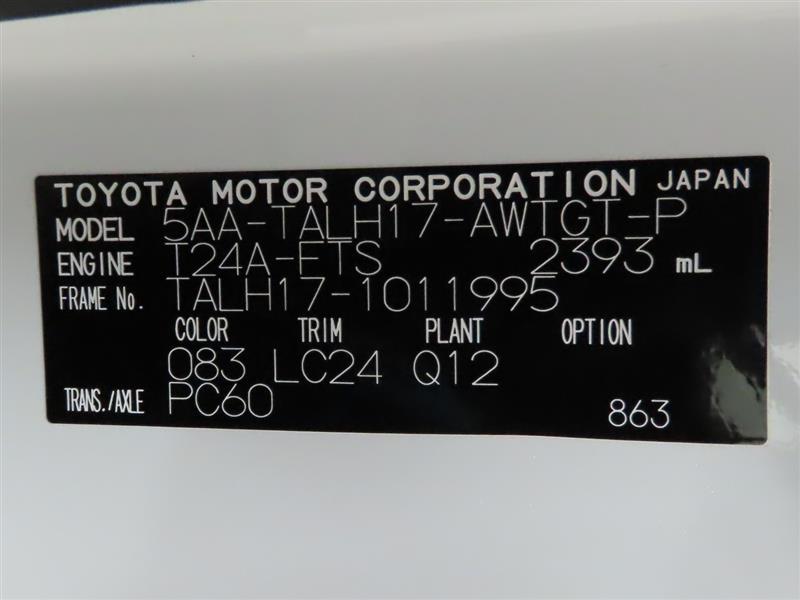 TOYOTA MOTOR CORPORATION JAPAN
MODEL 5AA-TALH17-AWTGT-P
ENGINE T24A-FTS 2393 mL
FRAME No. TALH17-1011995
COLOR TRIM PLANT OPTION
083 LC24 Q12
TRANS./AXLE PC60 863